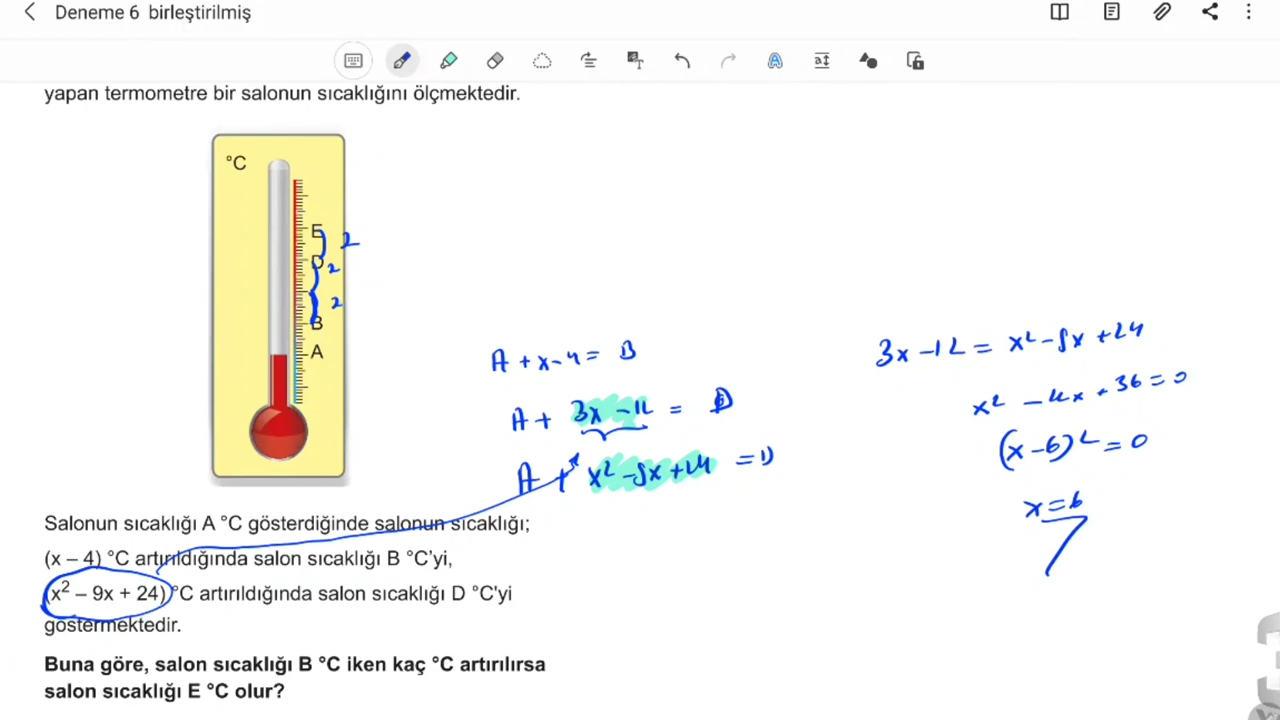 Deneme 6 birleştirilmiş
yapan termometre bir salonun sıcaklığını ölçmektedir.
°C
E
2
D
2
2
B
A
A + x - 4 = B
A + 3x - 12 = D
A + x² - 9x + 24 = D
3x - 12 = x² - 9x + 24
x² - 12x + 36 = 0
(x - 6)² = 0
x = 6
Salonun sıcaklığı A °C gösterdiğinde salonun sıcaklığı;
(x – 4) °C artırıldığında salon sıcaklığı B °C'yi,
(x² – 9x + 24) °C artırıldığında salon sıcaklığı D °C'yi
göstermektedir.
Buna göre, salon sıcaklığı B °C iken kaç °C artırılırsa
salon sıcaklığı E °C olur?